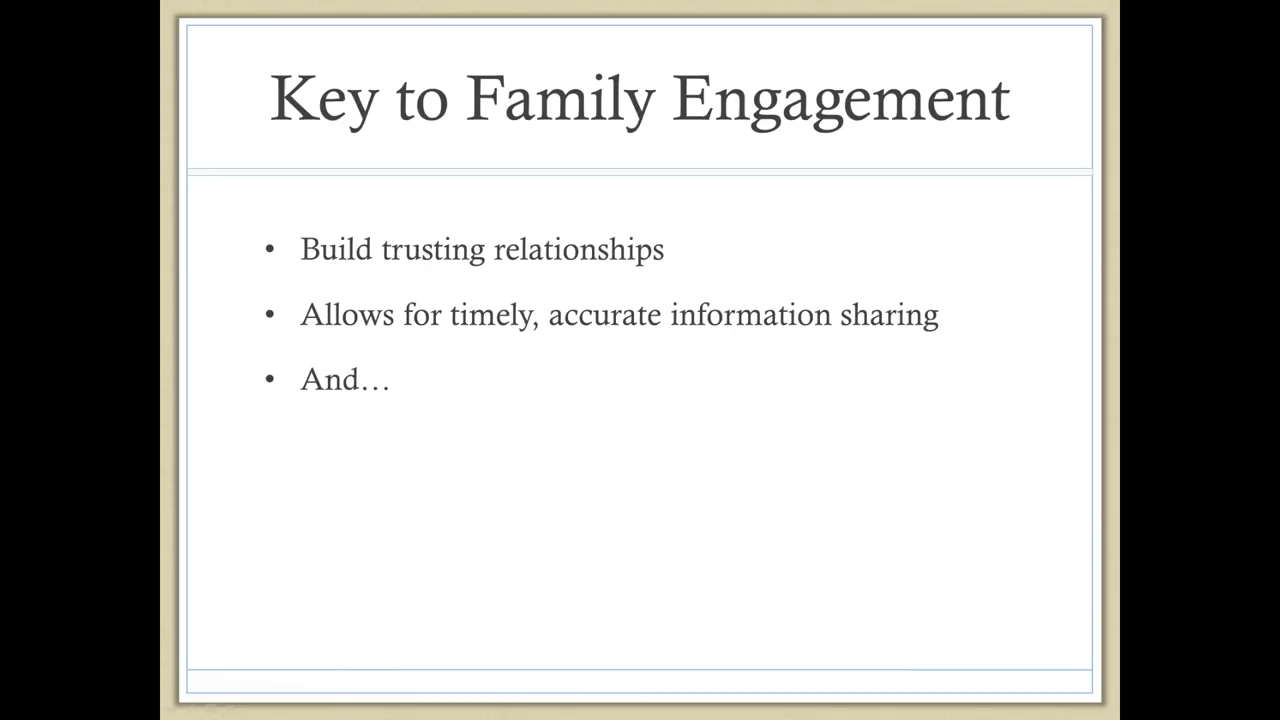 Key to Family Engagement
• Build trusting relationships
• Allows for timely, accurate information sharing
• And…